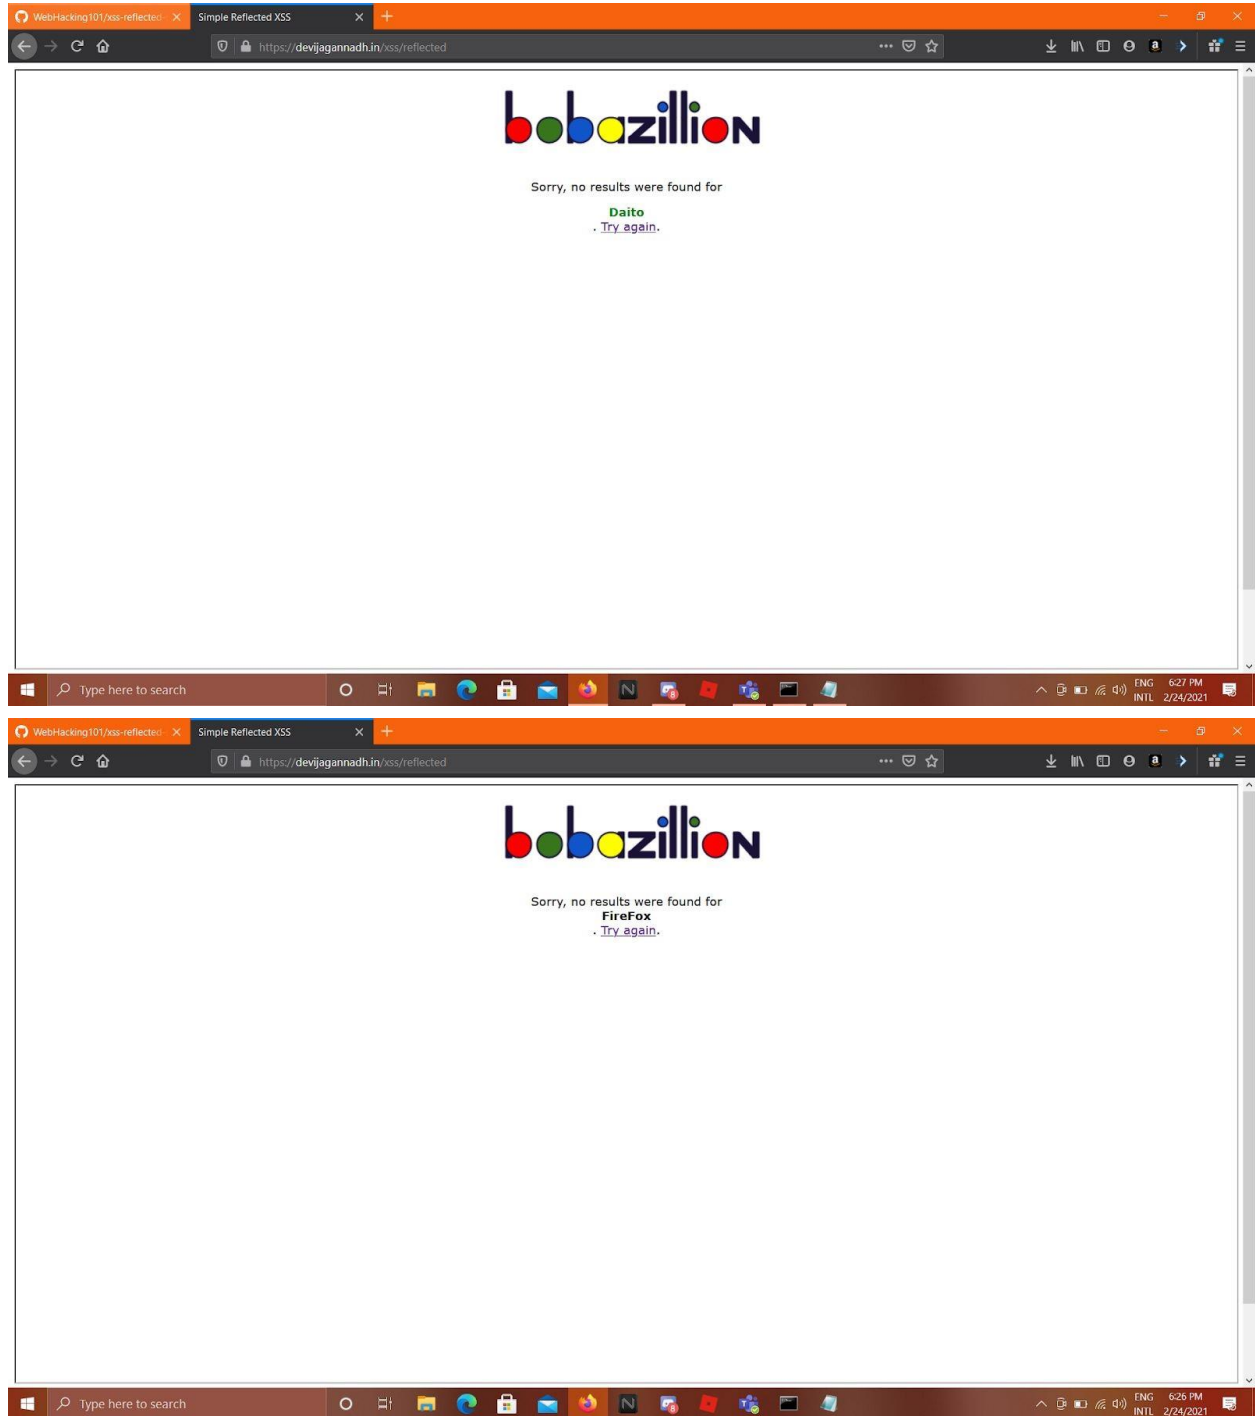 WebHacking101/xss-reflected-
Simple Reflected XSS
https://devijagannadh.in/xss/reflected
bobazillion
Sorry, no results were found for
Daito
. Try again.
Type here to search
ENG
INTL
6:27 PM
2/24/2021
WebHacking101/xss-reflected-
Simple Reflected XSS
https://devijagannadh.in/xss/reflected
bobazillion
Sorry, no results were found for
FireFox
. Try again.
Type here to search
ENG
INTL
6:26 PM
2/24/2021